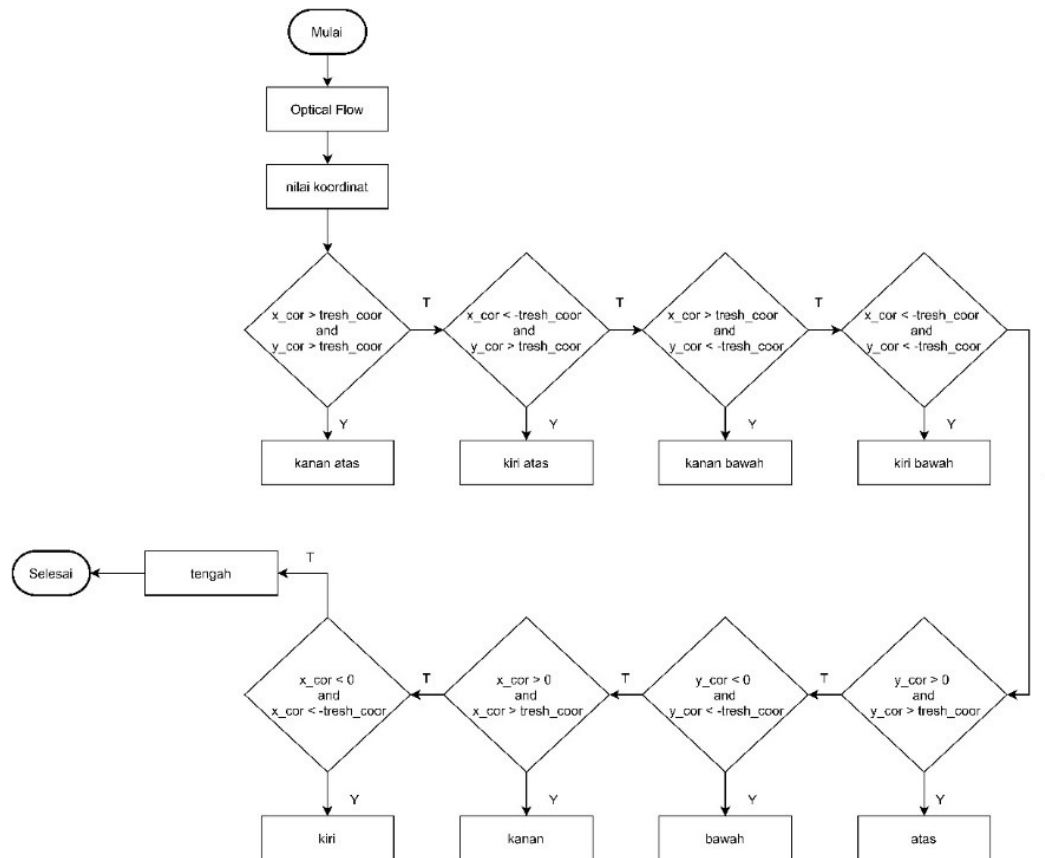 Mulai
Optical Flow
nilai koordinat
x_cor > tresh_coor
and
y_cor > tresh_coor
T
x_cor < -tresh_coor
and
y_cor > tresh_coor
T
x_cor > tresh_coor
and
y_cor < -tresh_coor
T
x_cor < -tresh_coor
and
y_cor < -tresh_coor
Y
Y
Y
Y
kanan atas
kiri atas
kanan bawah
kiri bawah
y_cor > 0
and
y_cor > tresh_coor
T
y_cor < 0
and
y_cor < -tresh_coor
T
x_cor > 0
and
x_cor > tresh_coor
T
x_cor < 0
and
x_cor < -tresh_coor
T
tengah
Selesai
Y
Y
Y
Y
kiri
kanan
bawah
atas